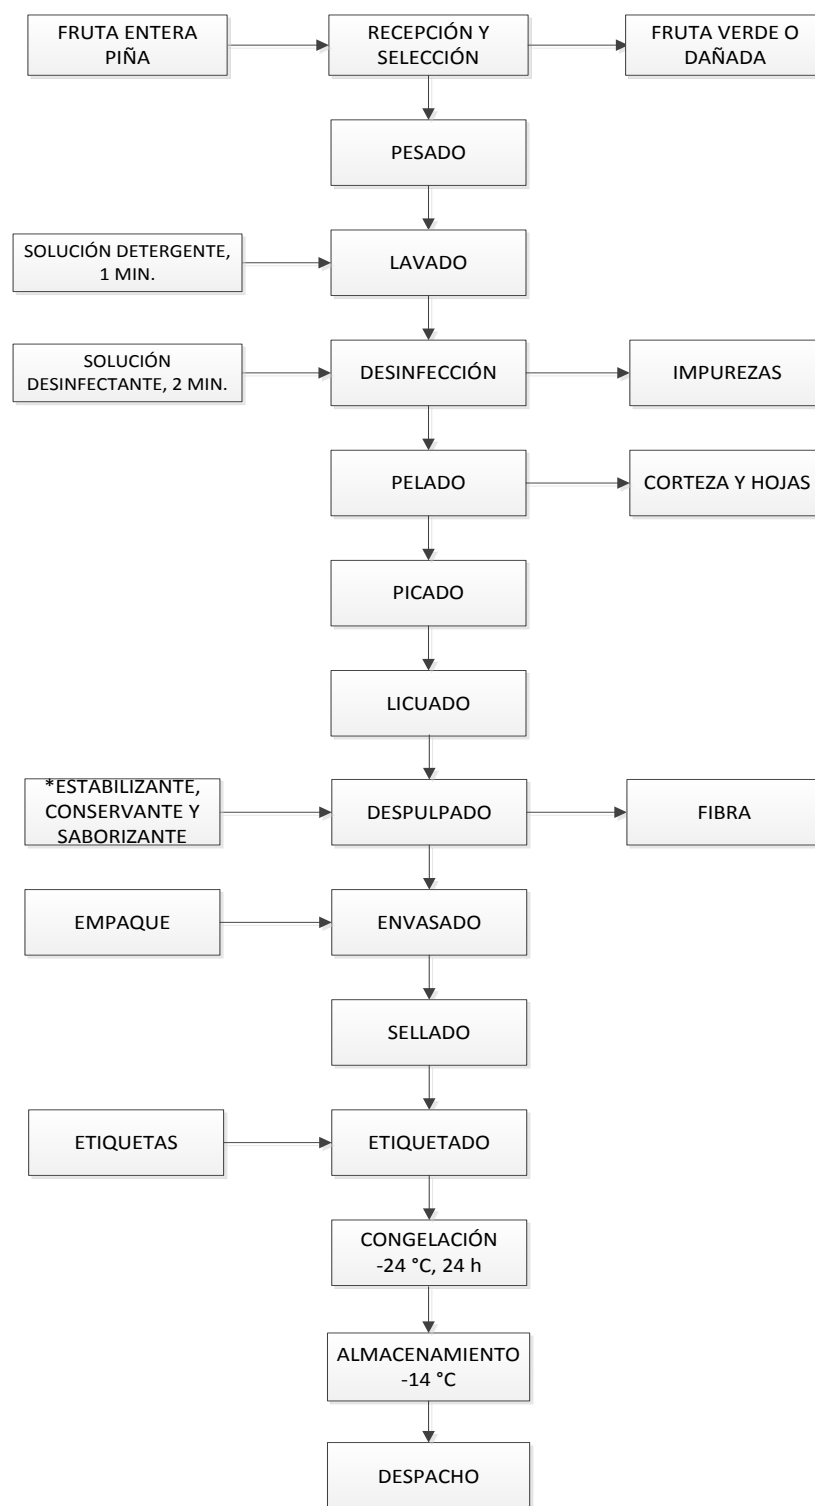 FRUTA ENTERA
PIÑA
RECEPCIÓN Y
SELECCIÓN
FRUTA VERDE O
DAÑADA
PESADO
SOLUCIÓN DETERGENTE,
1 MIN.
LAVADO
SOLUCIÓN
DESINFECTANTE, 2 MIN.
DESINFECCIÓN
IMPUREZAS
PELADO
CORTEZA Y HOJAS
PICADO
LICUADO
*ESTABILIZANTE,
CONSERVANTE Y
SABORIZANTE
DESPULPADO
FIBRA
EMPAQUE
ENVASADO
SELLADO
ETIQUETAS
ETIQUETADO
CONGELACIÓN
-24 °C, 24 h
ALMACENAMIENTO
-14 °C
DESPACHO